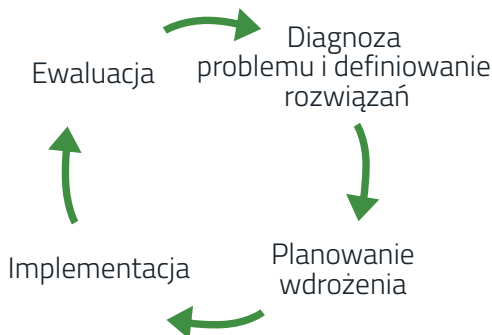 Ewaluacja
Diagnoza
problemu i definiowanie
rozwiązań
Implementacja
Planowanie
wdrożenia